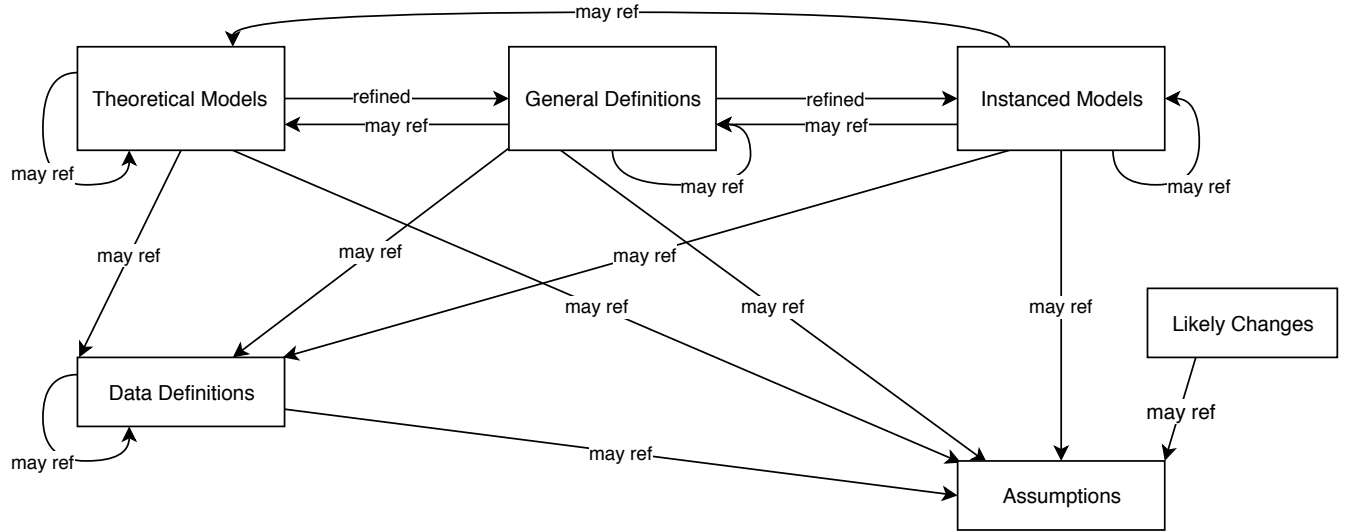 may ref
Theoretical Models
refined
General Definitions
refined
Instanced Models
may ref
may ref
may ref
may ref
may ref
may ref
may ref
may ref
may ref
may ref
may ref
may ref
Likely Changes
Data Definitions
may ref
may ref
may ref
Assumptions